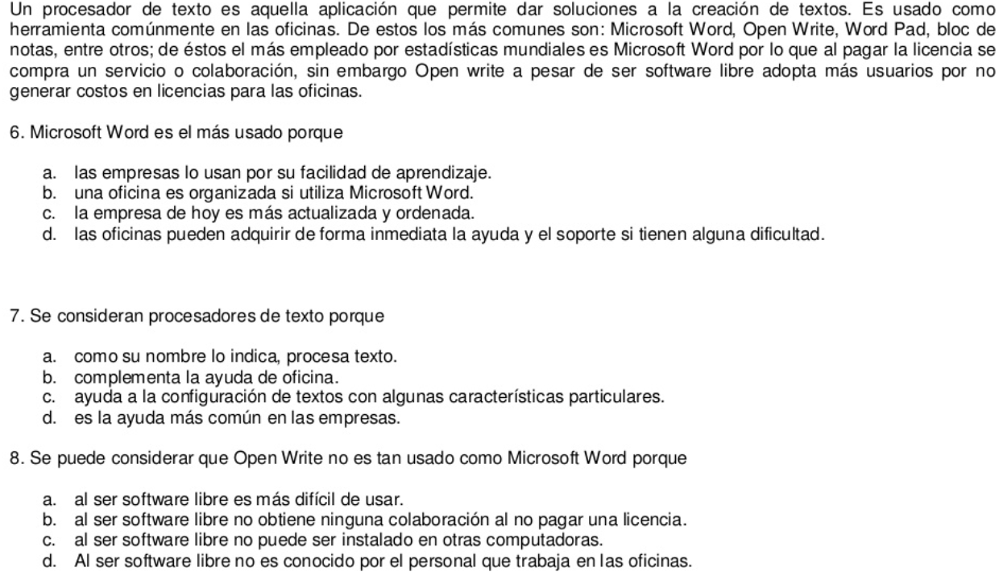 Un procesador de texto es aquella aplicación que permite dar soluciones a la creación de textos. Es usado como
herramienta comúnmente en las oficinas. De estos los más comunes son: Microsoft Word, Open Write, Word Pad, bloc de
notas, entre otros; de éstos el más empleado por estadísticas mundiales es Microsoft Word por lo que al pagar la licencia se
compra un servicio o colaboración, sin embargo Open write a pesar de ser software libre adopta más usuarios por no
generar costos en licencias para las oficinas.
6. Microsoft Word es el más usado porque
a. las empresas lo usan por su facilidad de aprendizaje.
b. una oficina es organizada si utiliza Microsoft Word.
c. la empresa de hoy es más actualizada y ordenada.
d. las oficinas pueden adquirir de forma inmediata la ayuda y el soporte si tienen alguna dificultad.
7. Se consideran procesadores de texto porque
a. como su nombre lo indica, procesa texto.
b. complementa la ayuda de oficina.
c. ayuda a la configuración de textos con algunas características particulares.
d. es la ayuda más común en las empresas.
8. Se puede considerar que Open Write no es tan usado como Microsoft Word porque
a. al ser software libre es más difícil de usar.
b. al ser software libre no obtiene ninguna colaboración al no pagar una licencia.
c. al ser software libre no puede ser instalado en otras computadoras.
d. Al ser software libre no es conocido por el personal que trabaja en las oficinas.